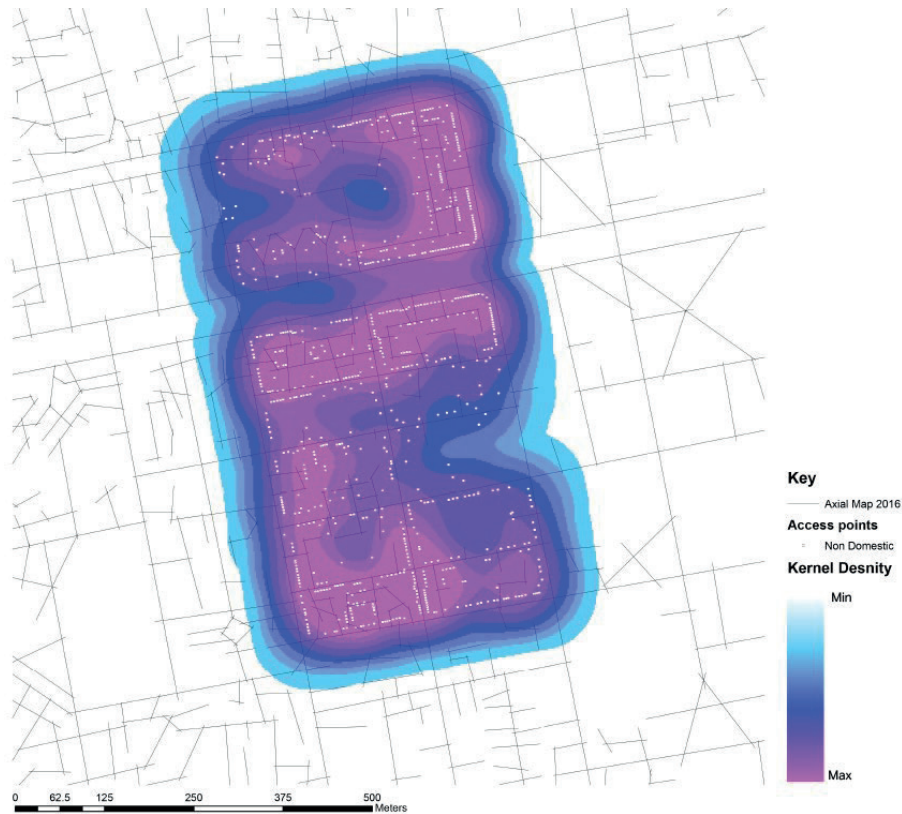 Key
Axial Map 2016
Access points
Non Domestic
Kernel Desnity
Min
Max
0 62.5 125 250 375 500
Meters